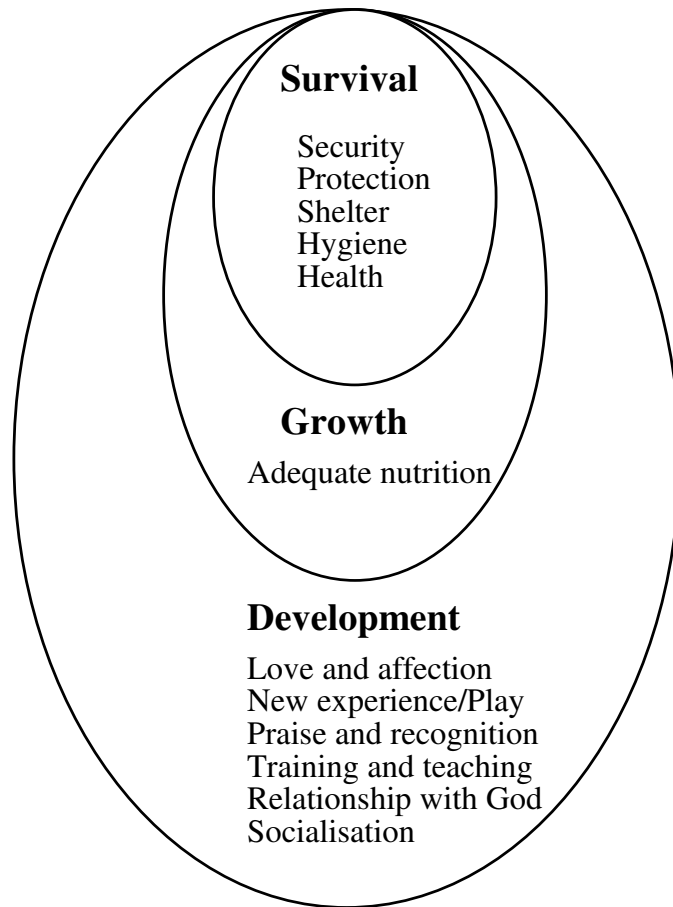 Survival
Security
Protection
Shelter
Hygiene
Health
Growth
Adequate nutrition
Development
Love and affection
New experience/Play
Praise and recognition
Training and teaching
Relationship with God
Socialisation